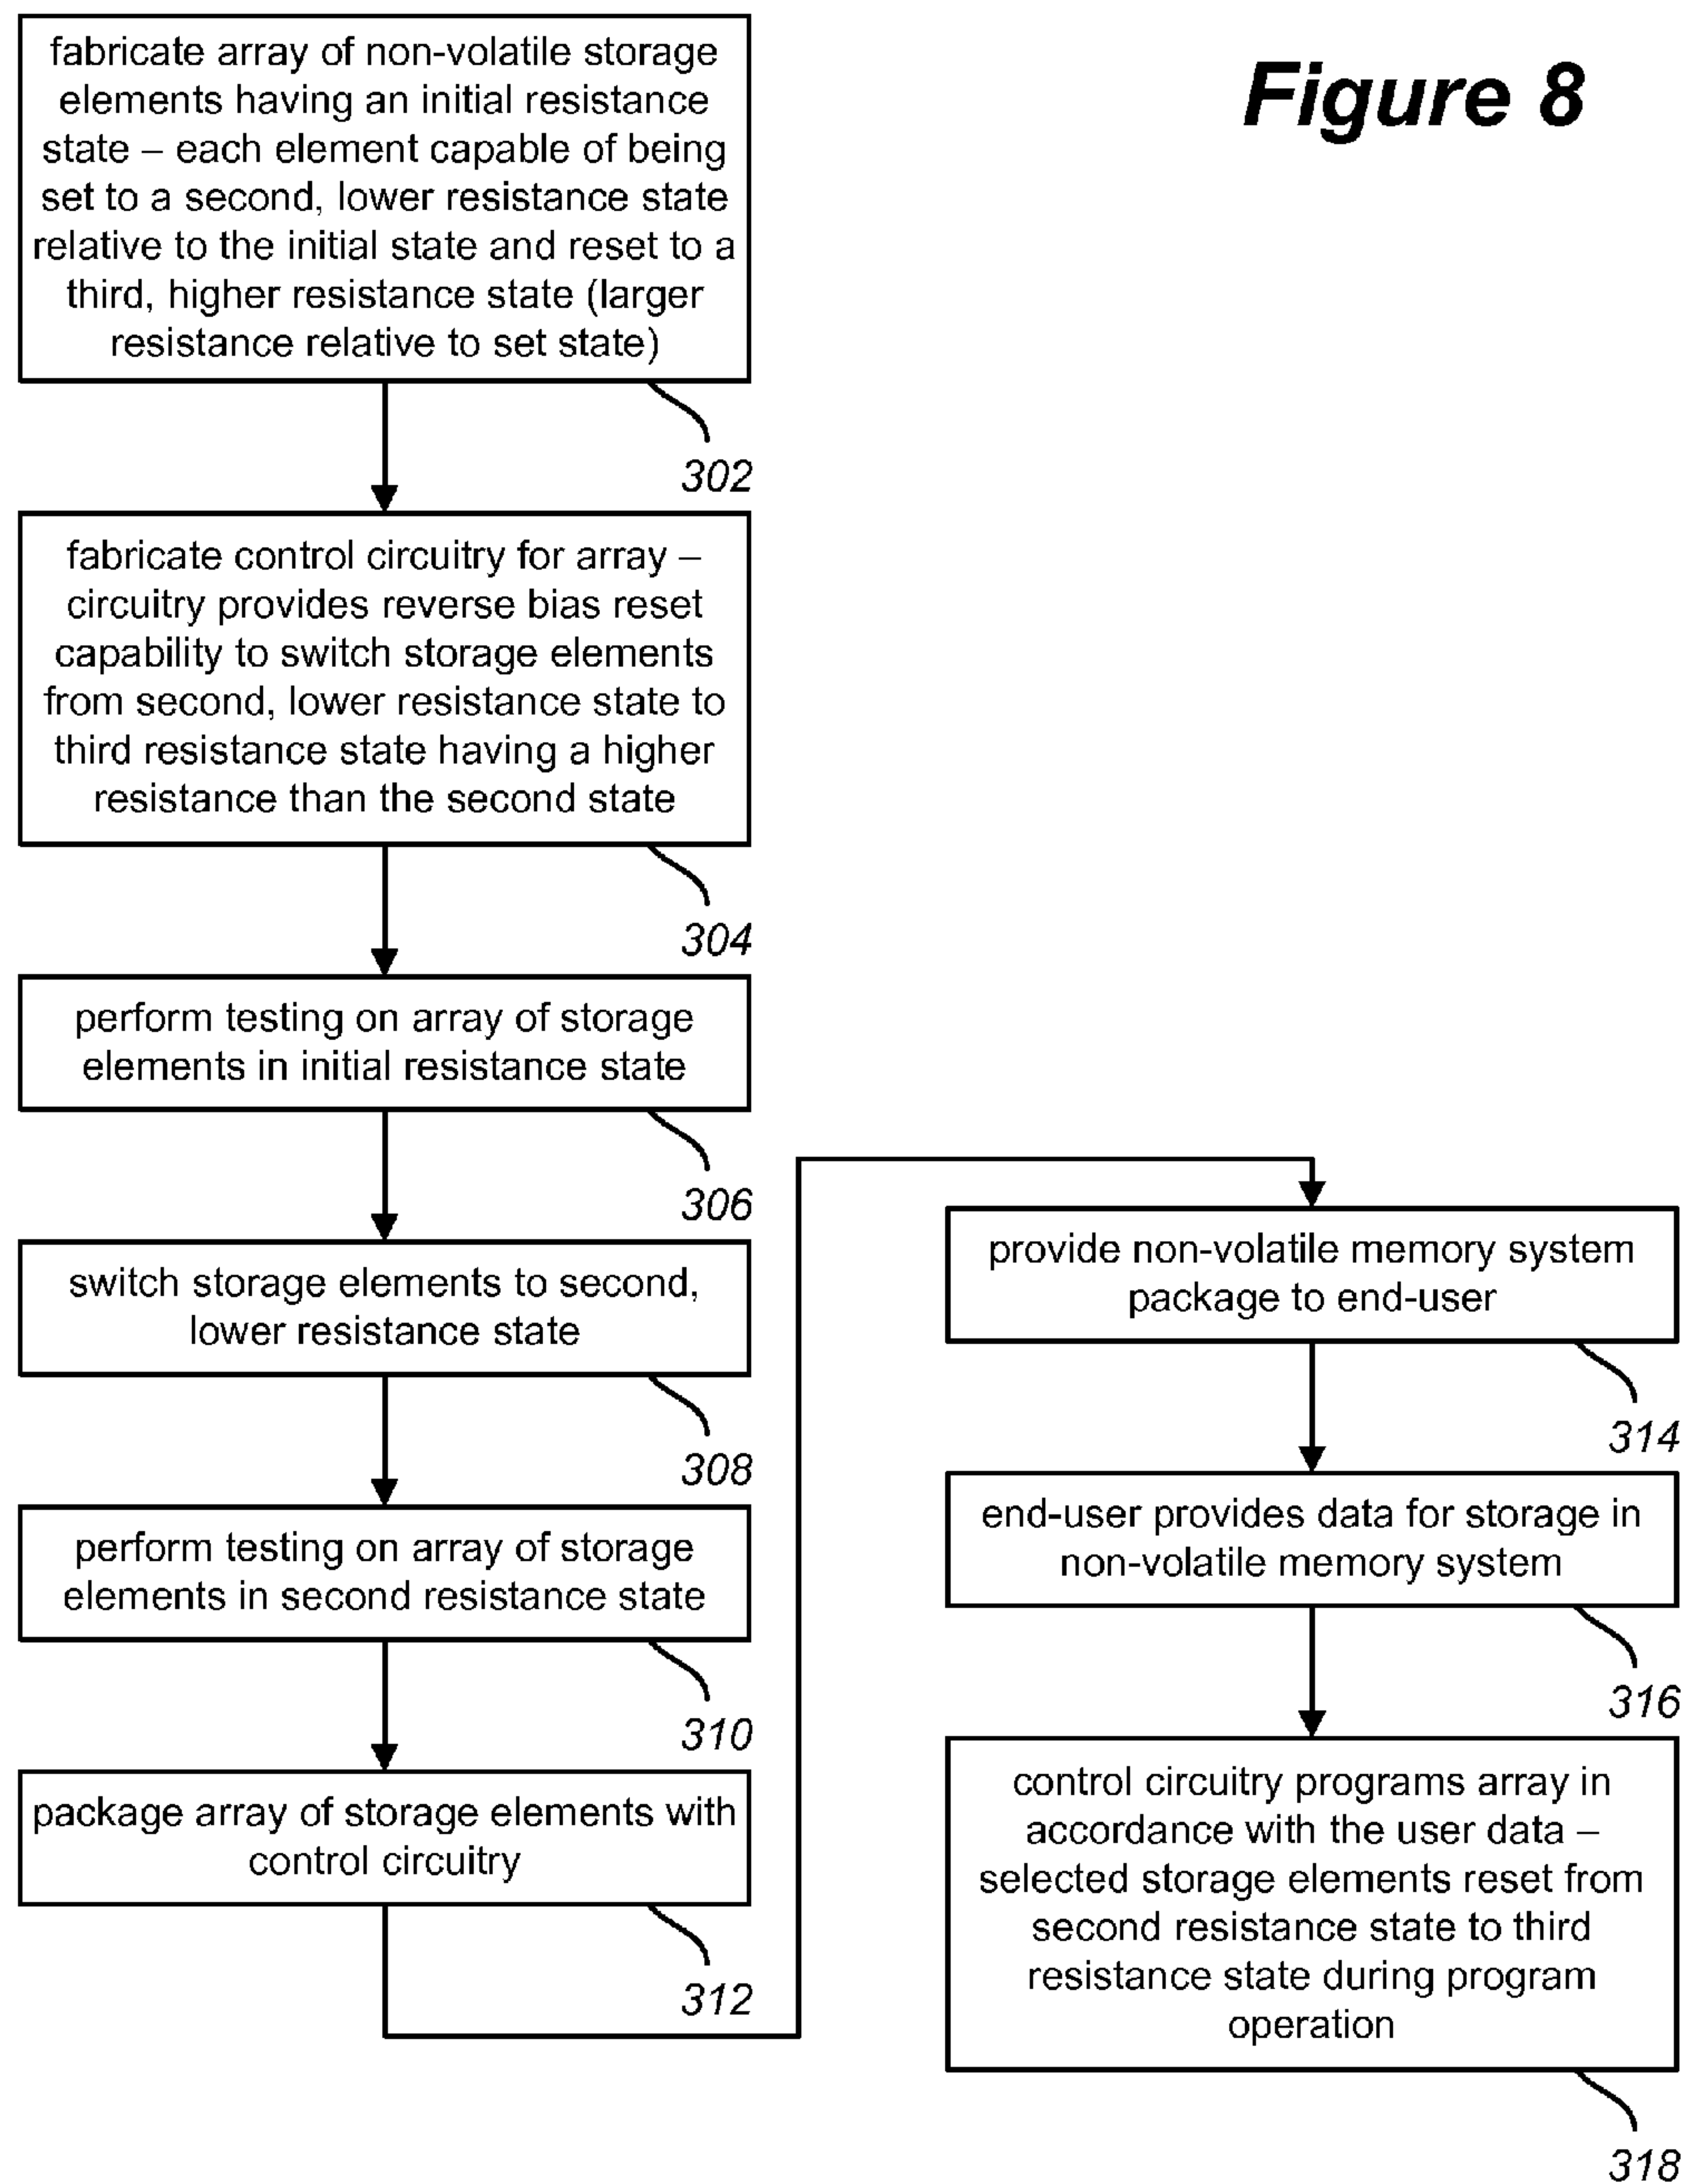 Figure 8
fabricate array of non-volatile storage
elements having an initial resistance
state – each element capable of being
set to a second, lower resistance state
relative to the initial state and reset to a
third, higher resistance state (larger
resistance relative to set state)
302
fabricate control circuitry for array –
circuitry provides reverse bias reset
capability to switch storage elements
from second, lower resistance state to
third resistance state having a higher
resistance than the second state
304
perform testing on array of storage
elements in initial resistance state
306
switch storage elements to second,
lower resistance state
308
perform testing on array of storage
elements in second resistance state
310
package array of storage elements with
control circuitry
312
provide non-volatile memory system
package to end-user
314
end-user provides data for storage in
non-volatile memory system
316
control circuitry programs array in
accordance with the user data –
selected storage elements reset from
second resistance state to third
resistance state during program
operation
318